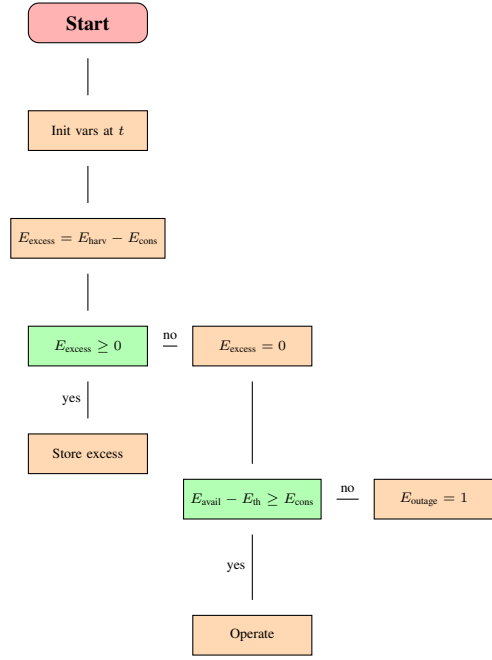 Start
Init vars at t
E_excess = E_harv − E_cons
E_excess ≥ 0
no
E_excess = 0
yes
Store excess
E_avail − E_th ≥ E_cons
no
E_outage = 1
yes
Operate